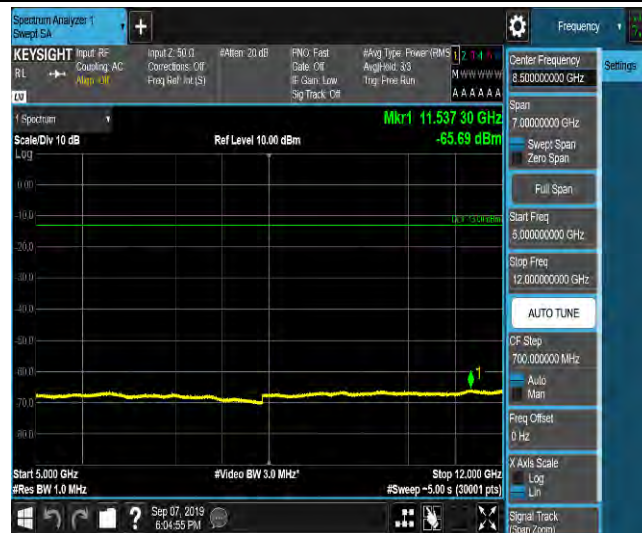 Spectrum Analyzer 1
Swept SA
+
Frequency
KEYSIGHT
Input: RF
Coupling: AC
Align: Off
Input Z: 50 Ω
Corrections: Off
Freq Ref: Int (S)
#Atten: 20 dB
PNO: Fast
Gate: Off
IF Gain: Low
Sig Track: Off
#Avg Type: Power (RMS
Avg|Hold: 3/3
Trig: Free Run
1 2 3 4 5 6
M W W W W W
A A A A A A
RL
LXI
1 Spectrum
Mkr1 11.537 30 GHz
Scale/Div 10 dB
Ref Level 10.00 dBm
-65.69 dBm
Log
0.00
-10.0
-20.0
-30.0
-40.0
-50.0
-60.0
-70.0
-80.0
1
Start 5.000 GHz
#Video BW 3.0 MHz*
Stop 12.000 GHz
#Res BW 1.0 MHz
#Sweep ~5.00 s (30001 pts)
?
Sep 07, 2019
6:04:55 PM
Center Frequency
8.500000000 GHz
Settings
Span
7.00000000 GHz
Swept Span
Zero Span
Full Span
Start Freq
5.000000000 GHz
Stop Freq
12.000000000 GHz
AUTO TUNE
CF Step
700.000000 MHz
Auto
Man
Freq Offset
0 Hz
X Axis Scale
Log
Lin
Signal Track
(Span Zoom)